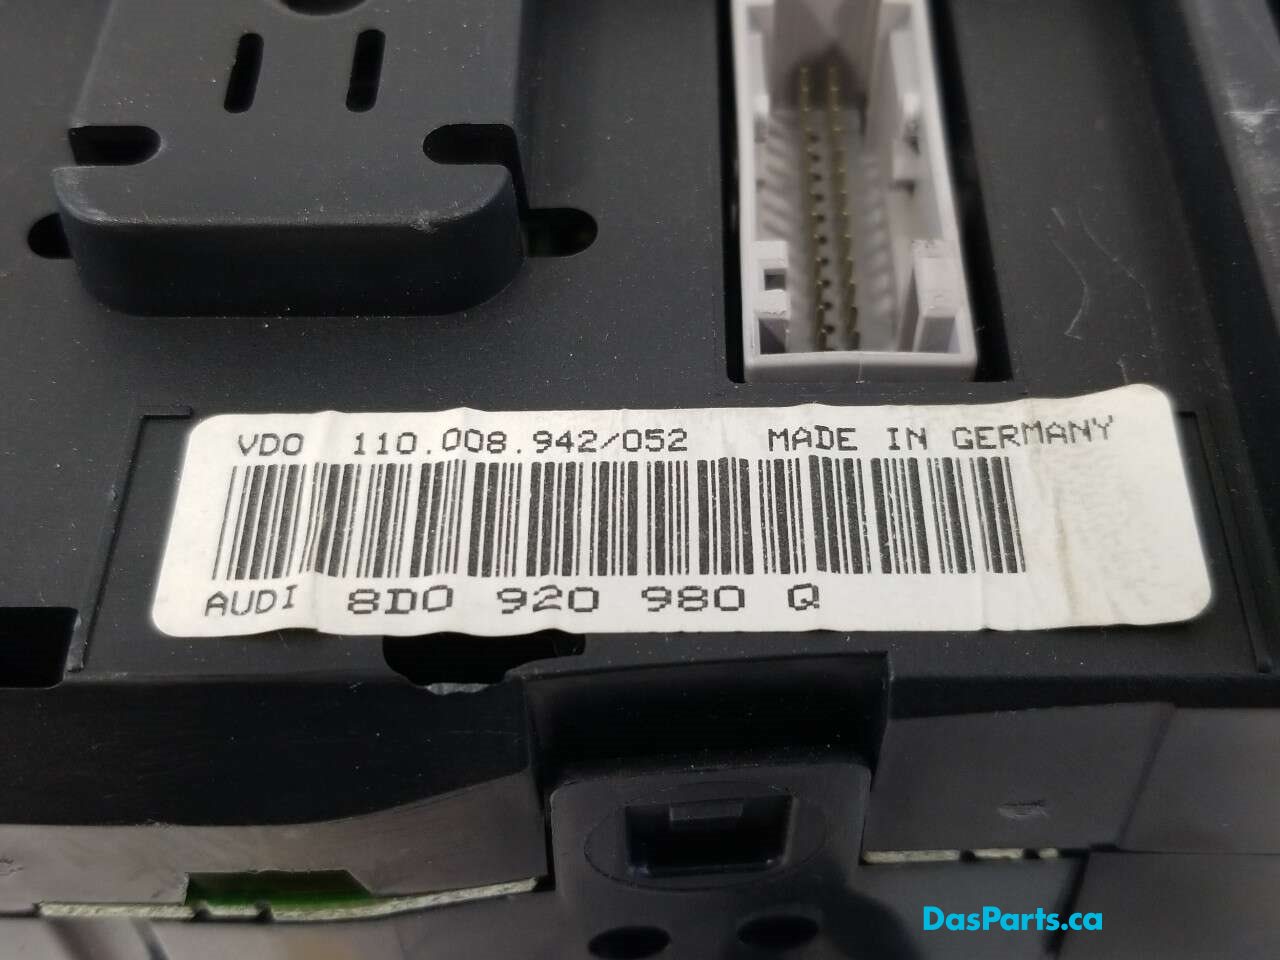 VDO 110.008.942/052 MADE IN GERMANY
AUDI 8D0 920 980 Q
DasParts.ca